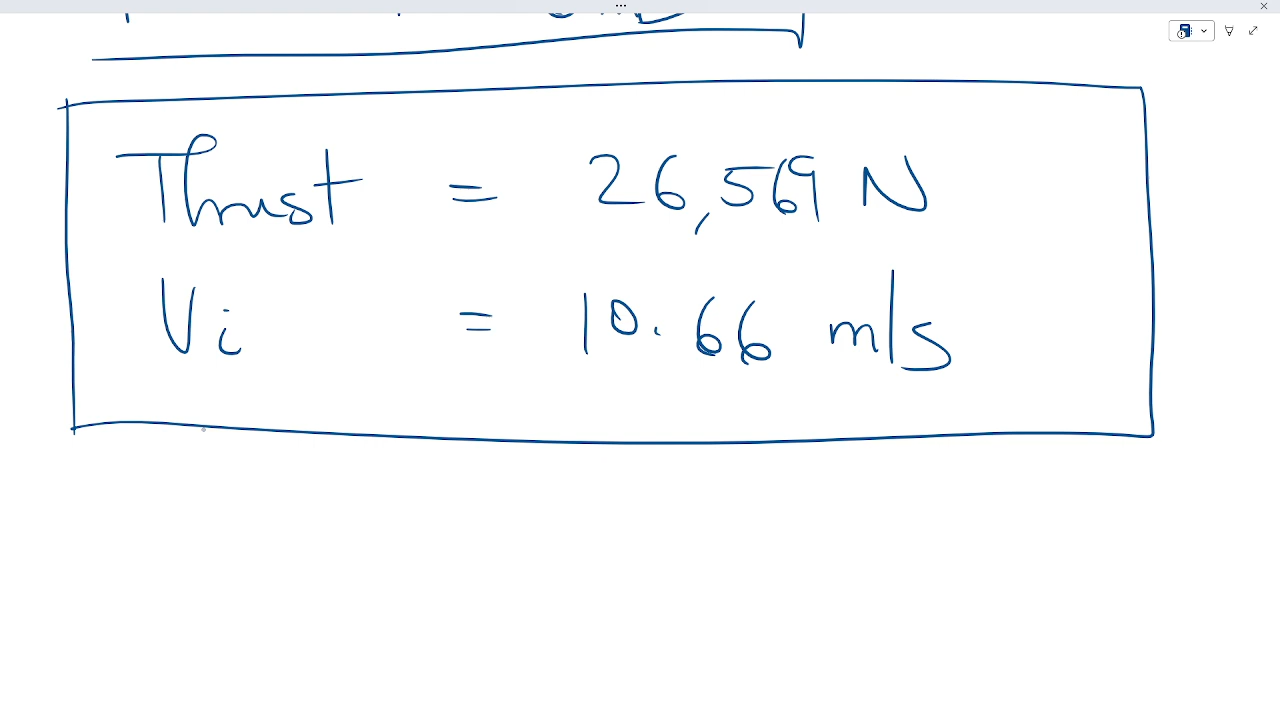 Thrust = 26,569 N
Vi = 10.66 m/s